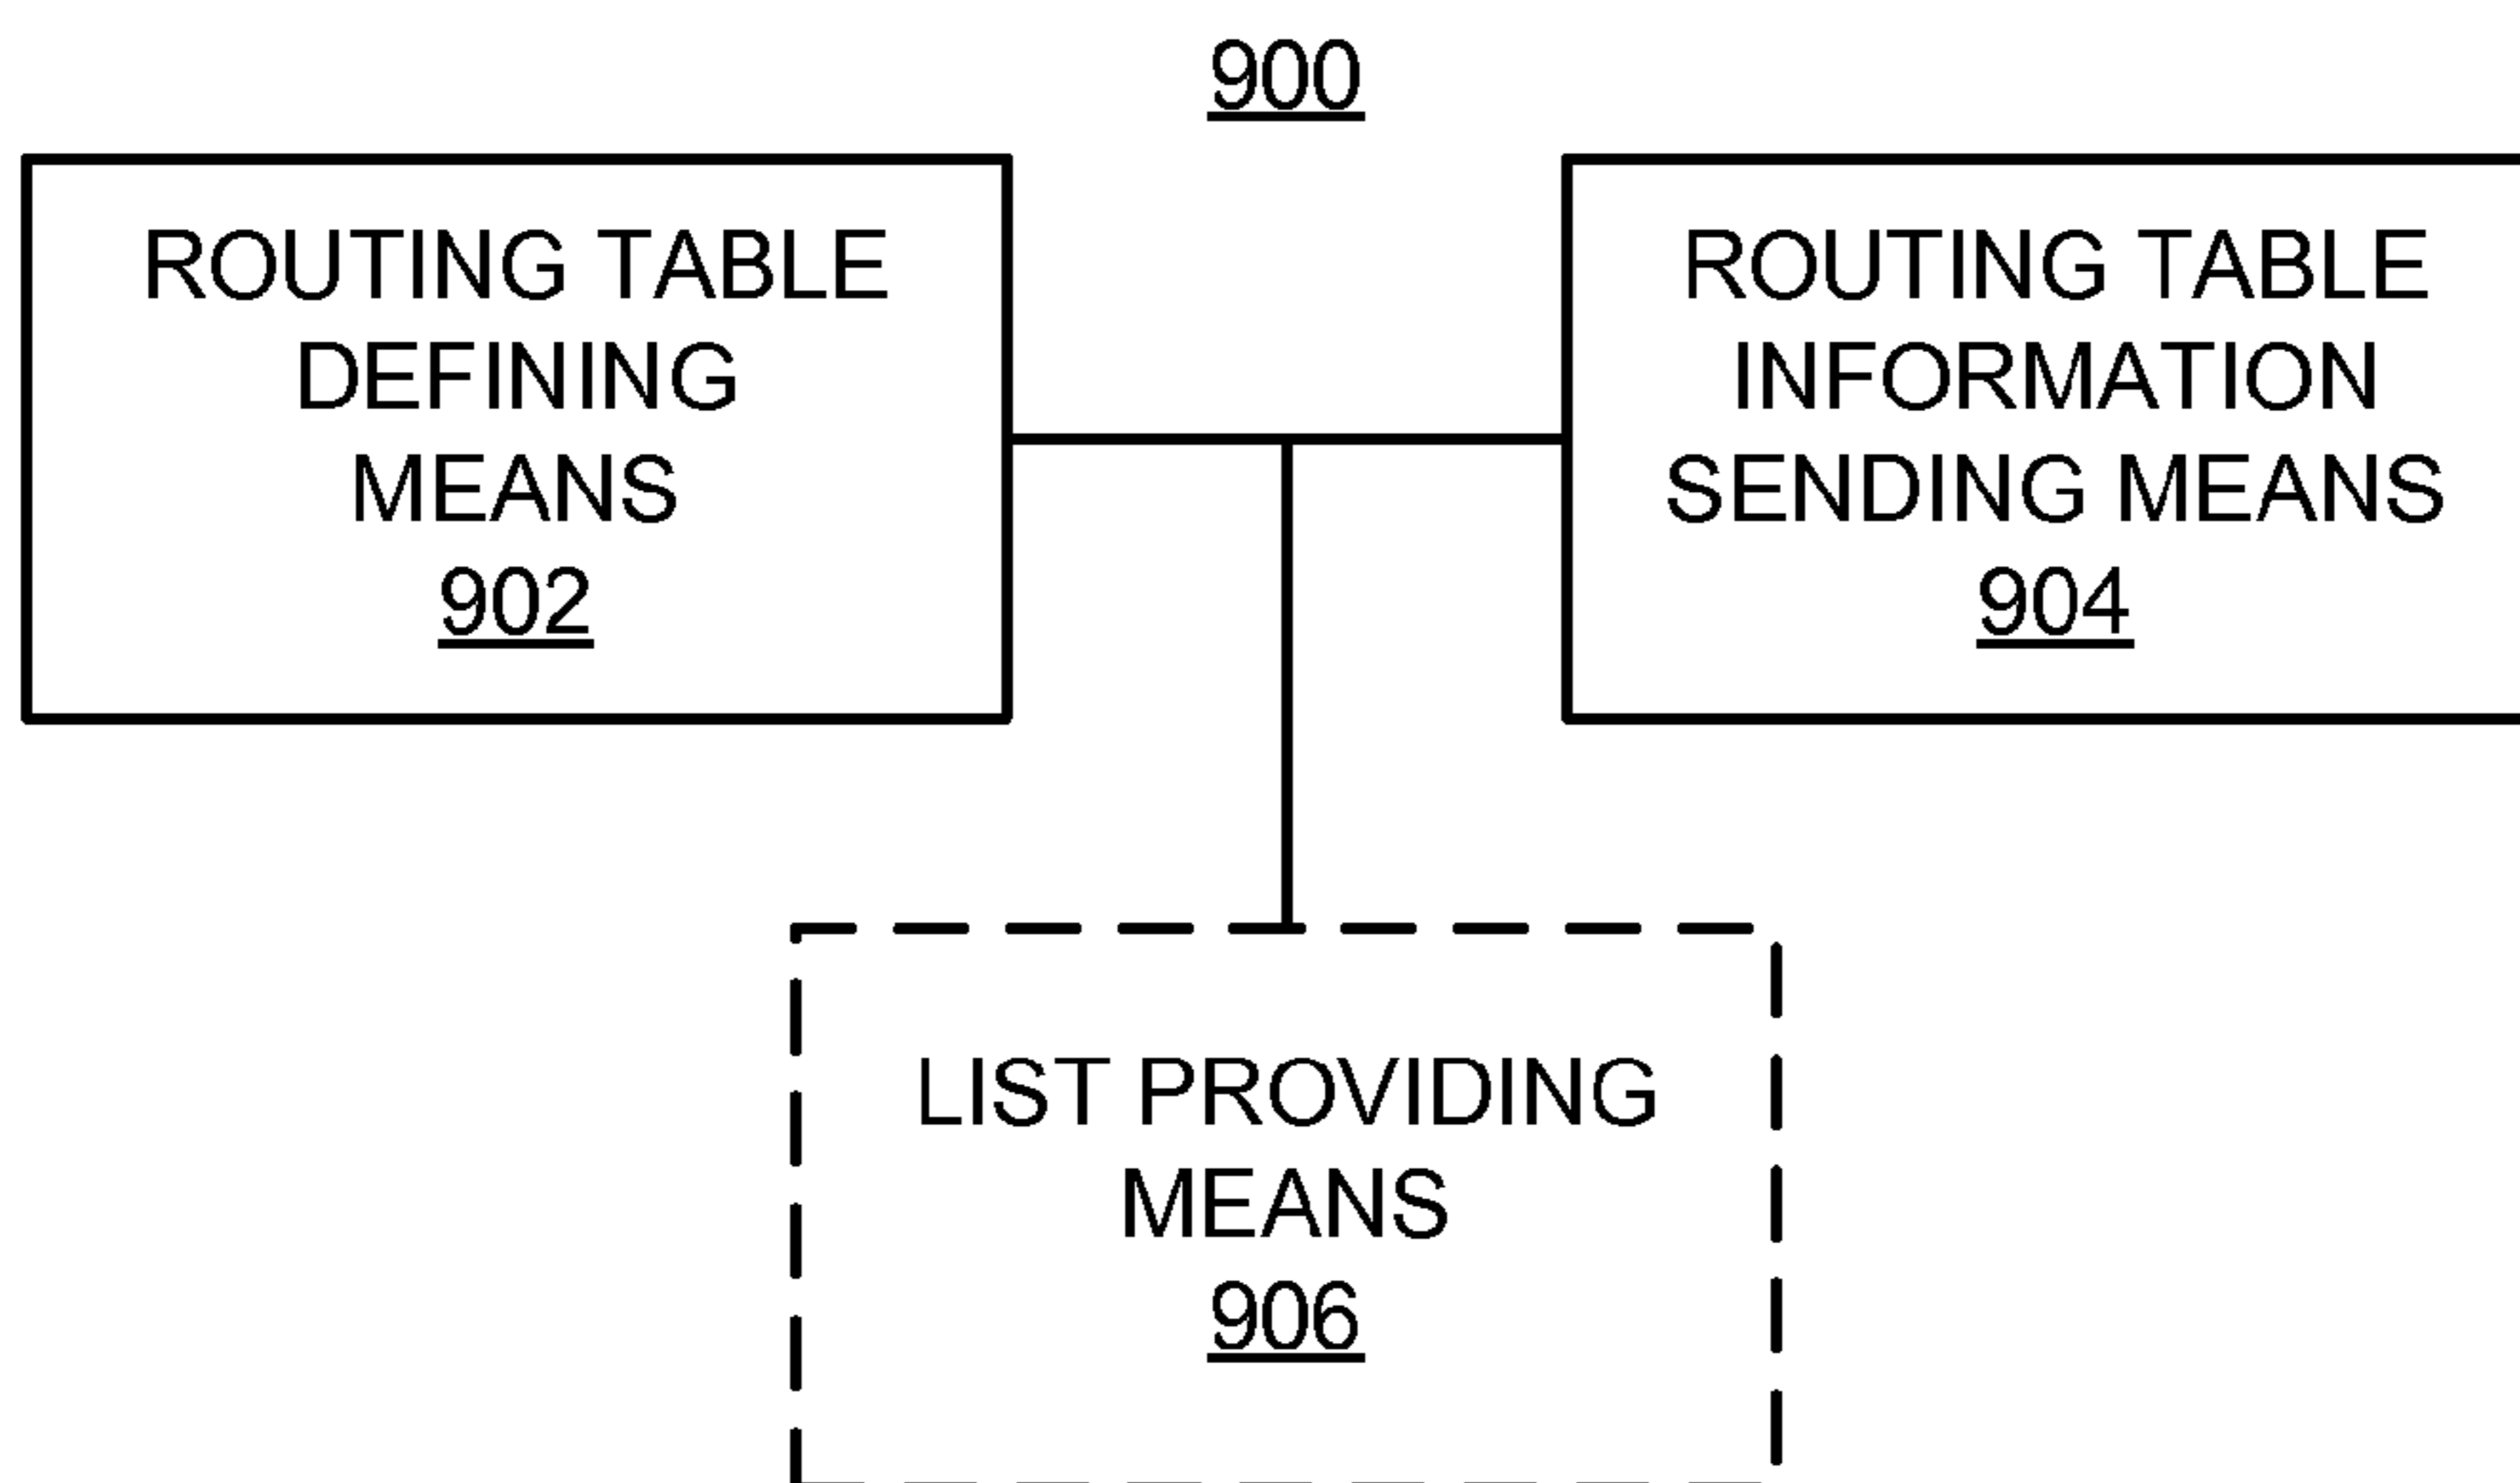 900
ROUTING TABLE
DEFINING
MEANS
902
ROUTING TABLE
INFORMATION
SENDING MEANS
904
LIST PROVIDING
MEANS
906